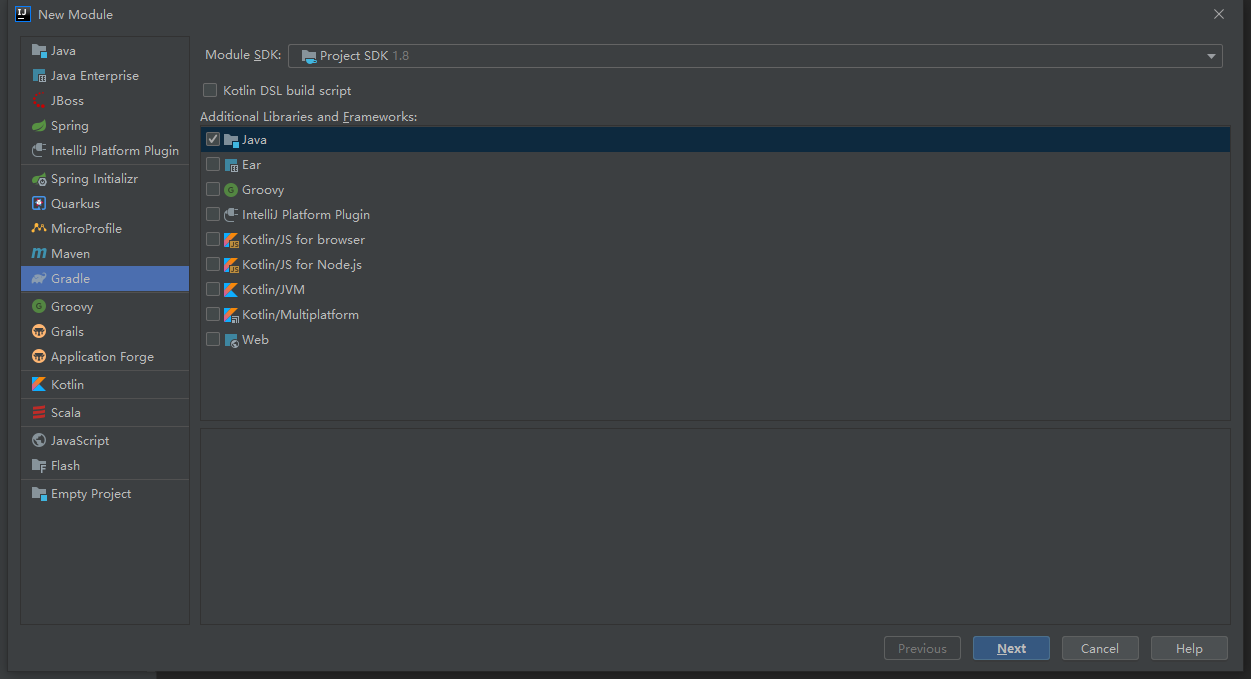 New Module
Java
Java Enterprise
JBoss
Spring
IntelliJ Platform Plugin
Spring Initializr
Quarkus
MicroProfile
Maven
Gradle
Groovy
Grails
Application Forge
Kotlin
Scala
JavaScript
Flash
Empty Project
Module SDK: Project SDK 1.8
Kotlin DSL build script
Additional Libraries and Frameworks:
Java
Ear
Groovy
IntelliJ Platform Plugin
Kotlin/JS for browser
Kotlin/JS for Node.js
Kotlin/JVM
Kotlin/Multiplatform
Web
Previous Next Cancel Help